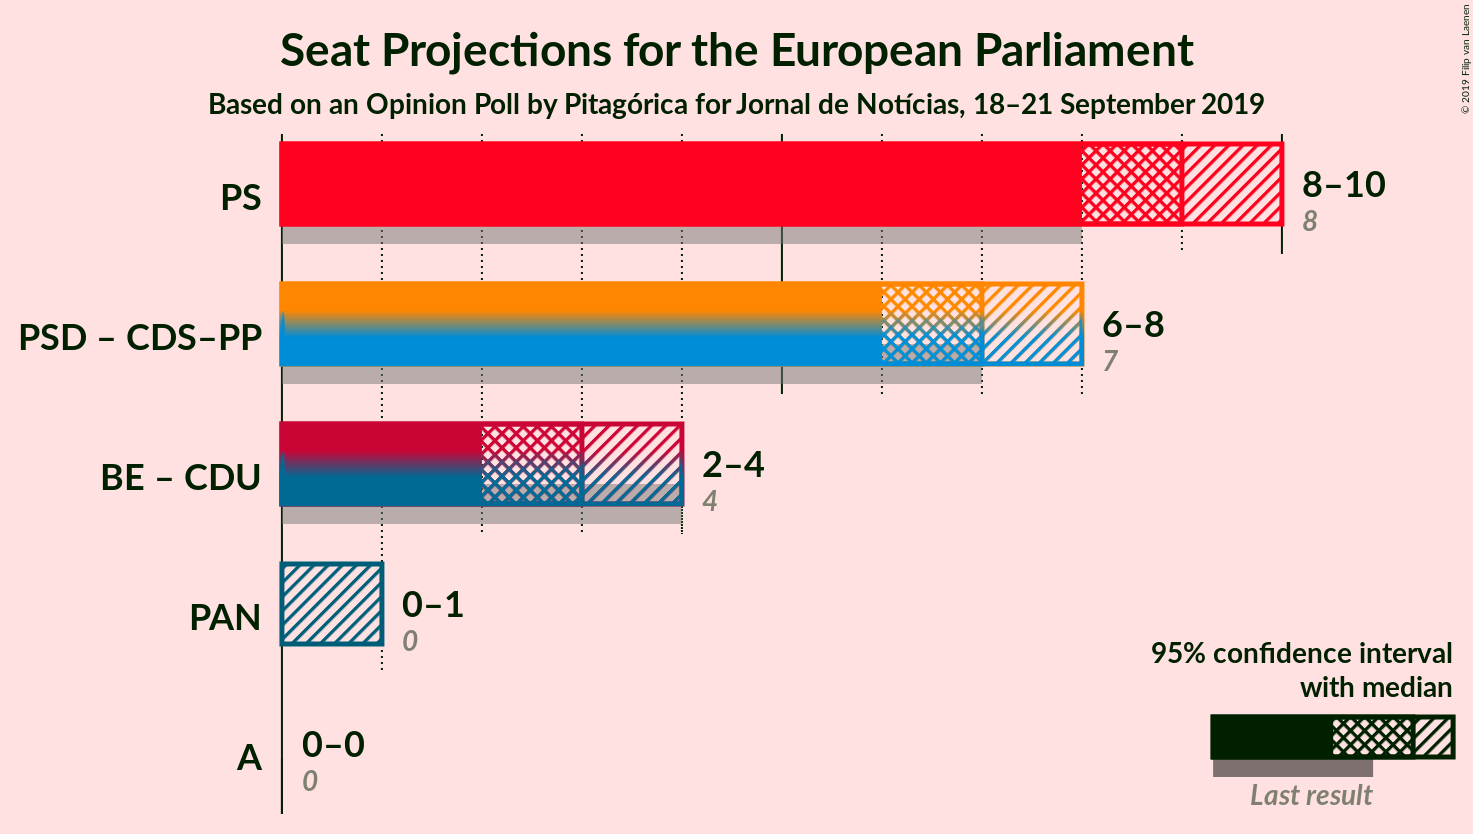 Seat Projections for the European Parliament
Based on an Opinion Poll by Pitagórica for Jornal de Notícias, 18–21 September 2019
© 2019 Filip van Laenen
PS
8–10
8
PSD – CDS–PP
6–8
7
BE – CDU
2–4
4
PAN
0–1
0
A
0–0
0
95% confidence interval
with median
Last result